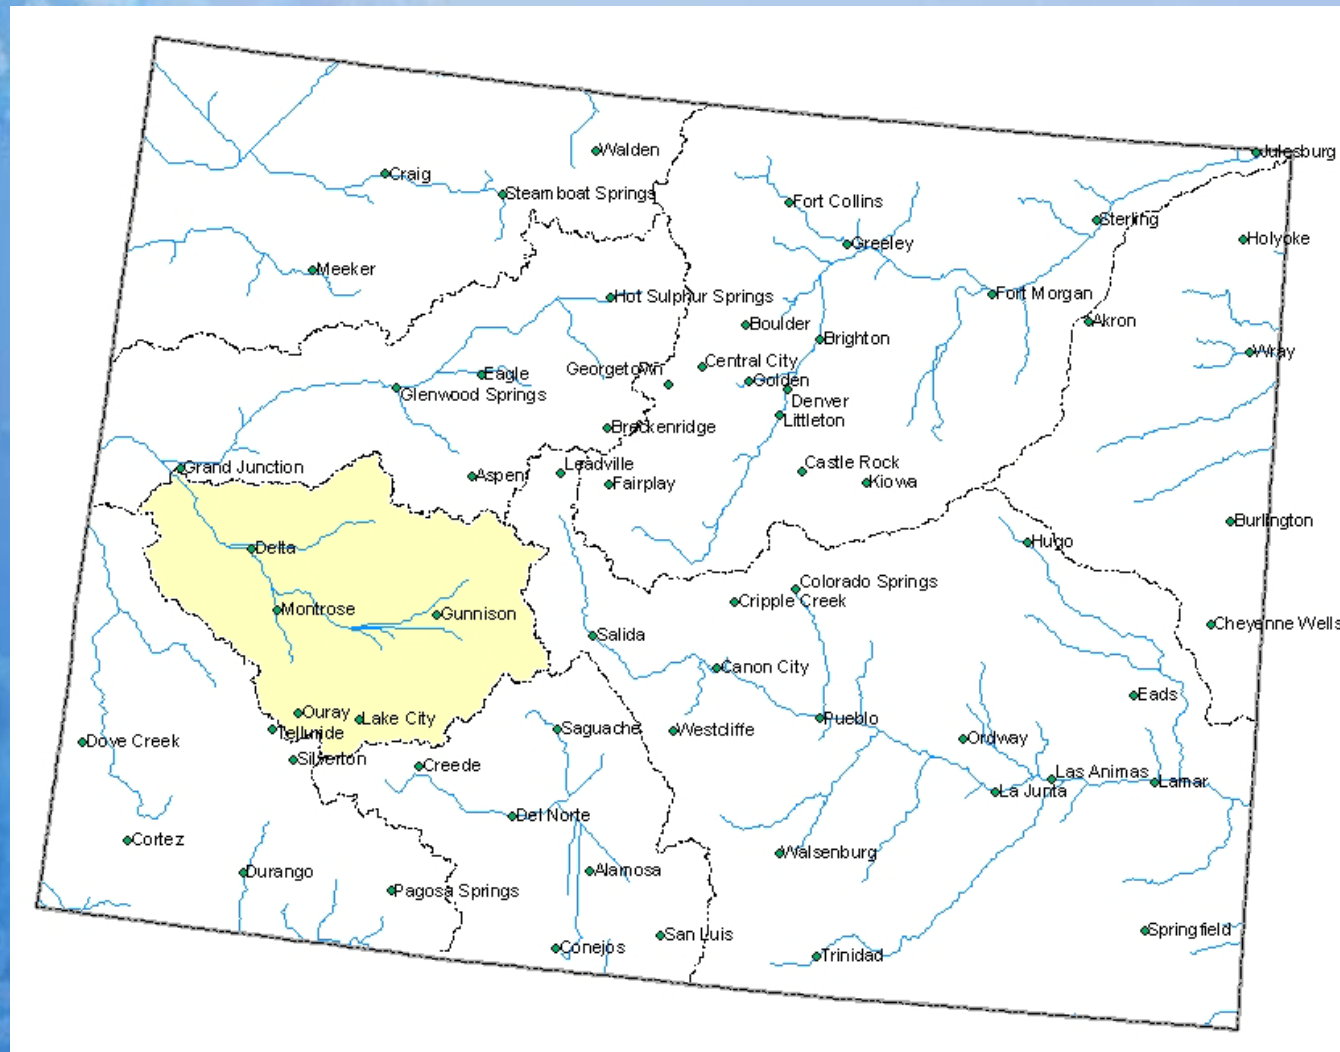 Julesburg
Walden
Craig
Steamboat Springs
Fort Collins
Sterling
Holyoke
Greeley
Meeker
Hot Sulphur Springs
Fort Morgan
Akron
Boulder
Brighton
Wray
Central City
Georgetown
Eagle
Golden
Glenwood Springs
Denver
Littleton
Breckenridge
Grand Junction
Leadville
Castle Rock
Aspen
Fairplay
Kiowa
Burlington
Delta
Hugo
Colorado Springs
Cripple Creek
Montrose
Gunnison
Cheyenne Wells
Salida
Canon City
Eads
Ouray
Lake City
Pueblo
Telluride
Saguache
Westcliffe
Dove Creek
Ordway
Silverton
Creede
Las Animas
Lamar
La Junta
Del Norte
Cortez
Walsenburg
Durango
Alamosa
Pagosa Springs
Springfield
San Luis
Conejos
Trinidad